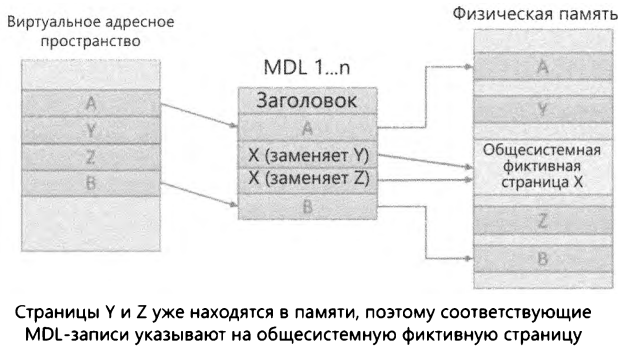 Виртуальное адресное
пространство
A
Y
Z
B
MDL 1...n
Заголовок
A
X (заменяет Y)
X (заменяет Z)
B
Физическая память
A
Y
Общесистемная
фиктивная
страница X
Z
B
Страницы Y и Z уже находятся в памяти, поэтому соответствующие
MDL-записи указывают на общесистемную фиктивную страницу